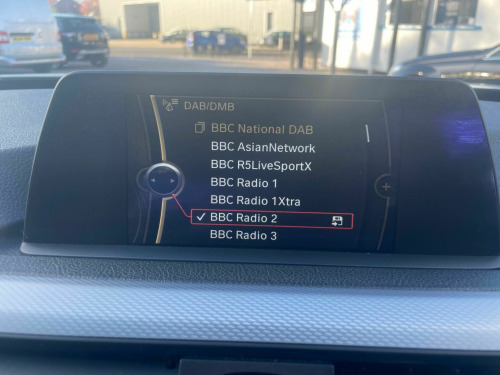 DAB/DMB
BBC National DAB
BBC AsianNetwork
BBC R5LiveSportX
BBC Radio 1
BBC Radio 1Xtra
BBC Radio 2
BBC Radio 3